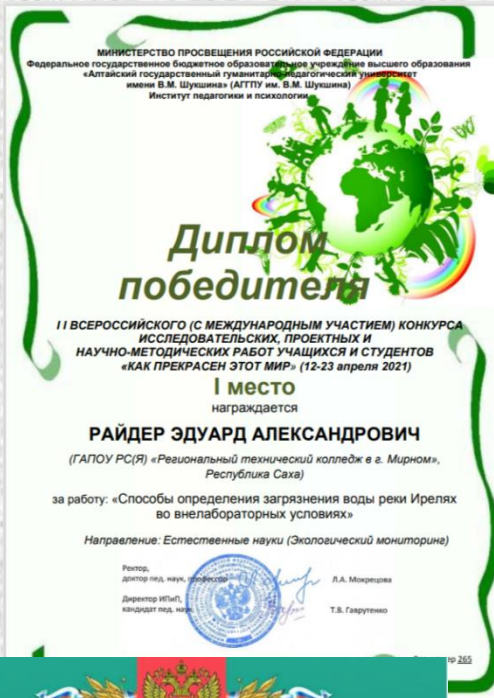 МИНИСТЕРСТВО ПРОСВЕЩЕНИЯ РОССИЙСКОЙ ФЕДЕРАЦИИ
Федеральное государственное бюджетное образовательное учреждение высшего образования
«Алтайский государственный гуманитарно-педагогический университет
имени В.М. Шукшина» (АГГПУ им. В.М. Шукшина)
Институт педагогики и психологии
Диплом
победителя
I I ВСЕРОССИЙСКОГО (С МЕЖДУНАРОДНЫМ УЧАСТИЕМ) КОНКУРСА
ИССЛЕДОВАТЕЛЬСКИХ, ПРОЕКТНЫХ И
НАУЧНО-МЕТОДИЧЕСКИХ РАБОТ УЧАЩИХСЯ И СТУДЕНТОВ
«КАК ПРЕКРАСЕН ЭТОТ МИР» (12-23 апреля 2021)
I место
награждается
РАЙДЕР ЭДУАРД АЛЕКСАНДРОВИЧ
(ГАПОУ РС(Я) «Региональный технический колледж в г. Мирном»,
Республика Саха)
за работу: «Способы определения загрязнения воды реки Ирелях
во внелабораторных условиях»
Направление: Естественные науки (Экологический мониторинг)
Ректор,
доктор пед. наук, профессор
Л.А. Мокрецова
Директор ИПиП,
кандидат пед. наук
Т.В. Гаврутенко
265